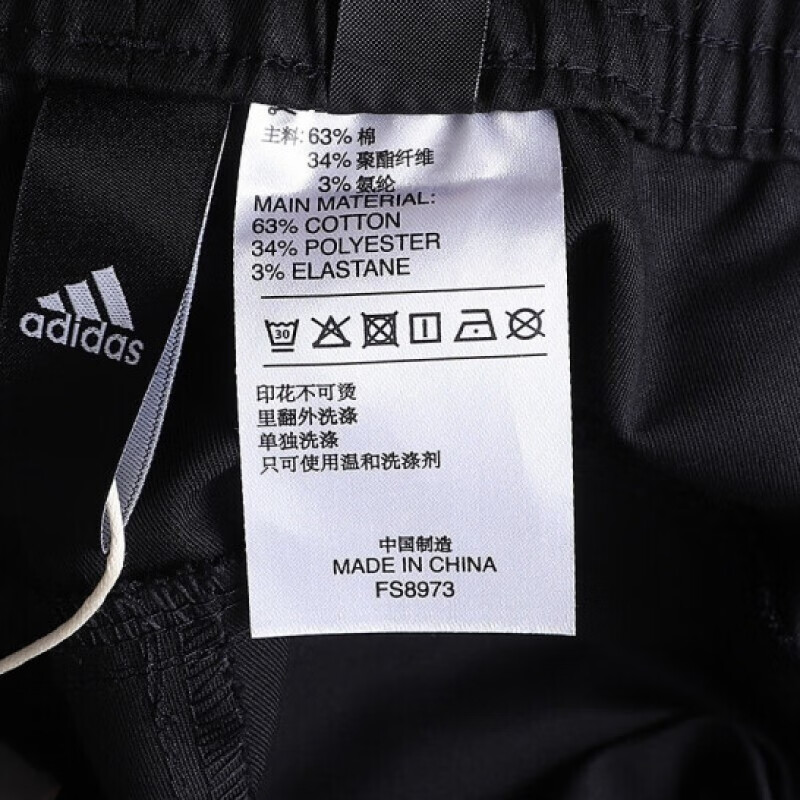 adidas
主料: 63% 棉
34% 聚酯纤维
3% 氨纶
MAIN MATERIAL:
63% COTTON
34% POLYESTER
3% ELASTANE
30
印花不可烫
里翻外洗涤
单独洗涤
只可使用温和洗涤剂
中国制造
MADE IN CHINA
FS8973